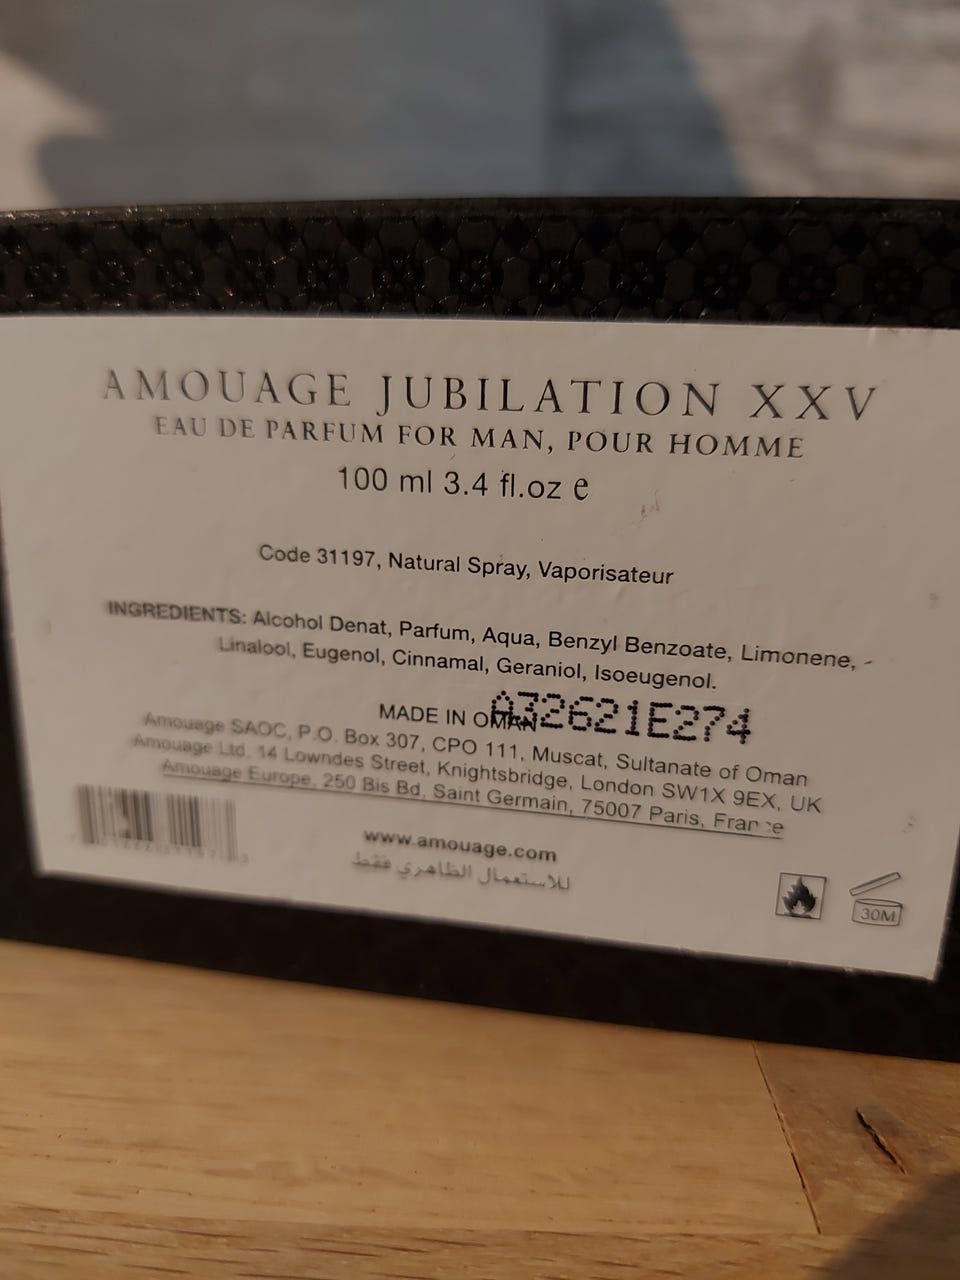 AMOUAGE JUBILATION XXV
EAU DE PARFUM FOR MAN, POUR HOMME
100 ml 3.4 fl.oz e
Code 31197, Natural Spray, Vaporisateur
INGREDIENTS: Alcohol Denat, Parfum, Aqua, Benzyl Benzoate, Limonene, -
Linalool, Eugenol, Cinnamal, Geraniol, Isoeugenol.
MADE IN OMAN
A32621E274
Amouage SAOC, P.O. Box 307, CPO 111, Muscat, Sultanate of Oman
Amouage Ltd. 14 Lowndes Street, Knightsbridge, London SW1X 9EX, UK
Amouage Europe, 250 Bis Bd, Saint Germain, 75007 Paris, France
www.amouage.com
للاستعمال الظاهري فقط
30M